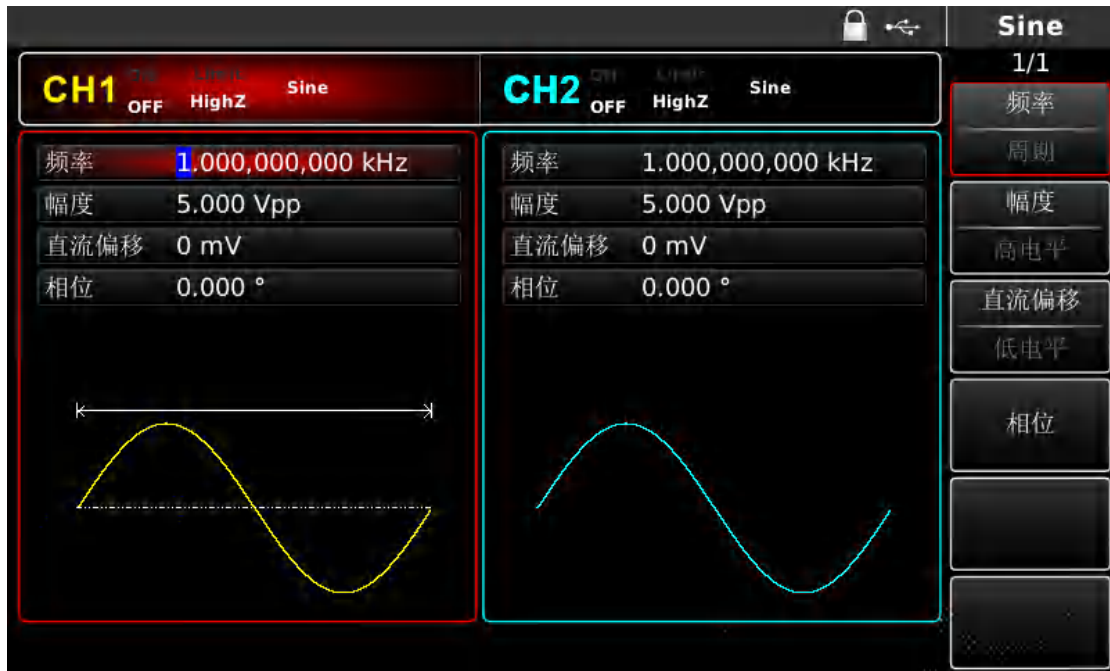 Sine
1/1
CH1 OFF HighZ Sine
CH2 OFF HighZ Sine
频率 1.000,000,000 kHz
幅度 5.000 Vpp
直流偏移 0 mV
相位 0.000 °
频率 1.000,000,000 kHz
幅度 5.000 Vpp
直流偏移 0 mV
相位 0.000 °
频率
周期
幅度
高电平
直流偏移
低电平
相位